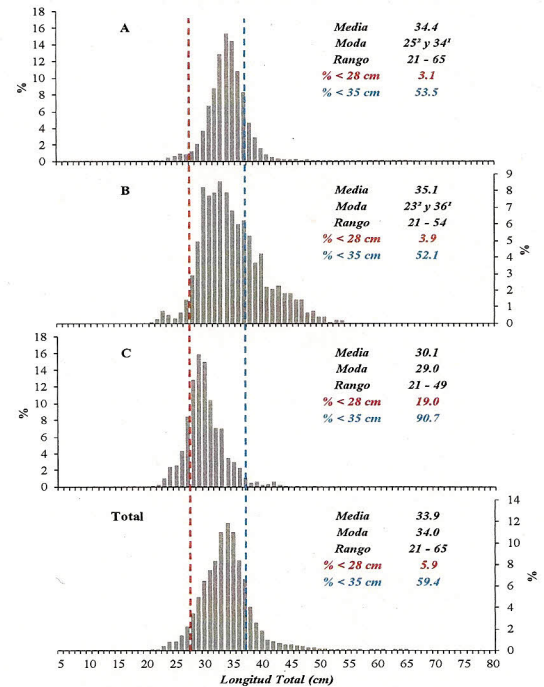 18
16
14
12
10
8
6
4
2
0
%
A
Media 34.4
Moda 25² y 34¹
Rango 21 - 65
% < 28 cm 3.1
% < 35 cm 53.5
B
Media 35.1
Moda 23² y 36¹
Rango 21 - 54
% < 28 cm 3.9
% < 35 cm 52.1
9
8
7
6
5
4
3
2
1
0
%
18
16
14
12
10
8
6
4
2
0
%
C
Media 30.1
Moda 29.0
Rango 21 - 49
% < 28 cm 19.0
% < 35 cm 90.7
Total
Media 33.9
Moda 34.0
Rango 21 - 65
% < 28 cm 5.9
% < 35 cm 59.4
14
12
10
8
6
4
2
0
%
5 10 15 20 25 30 35 40 45 50 55 60 65 70 75 80
Longitud Total (cm)